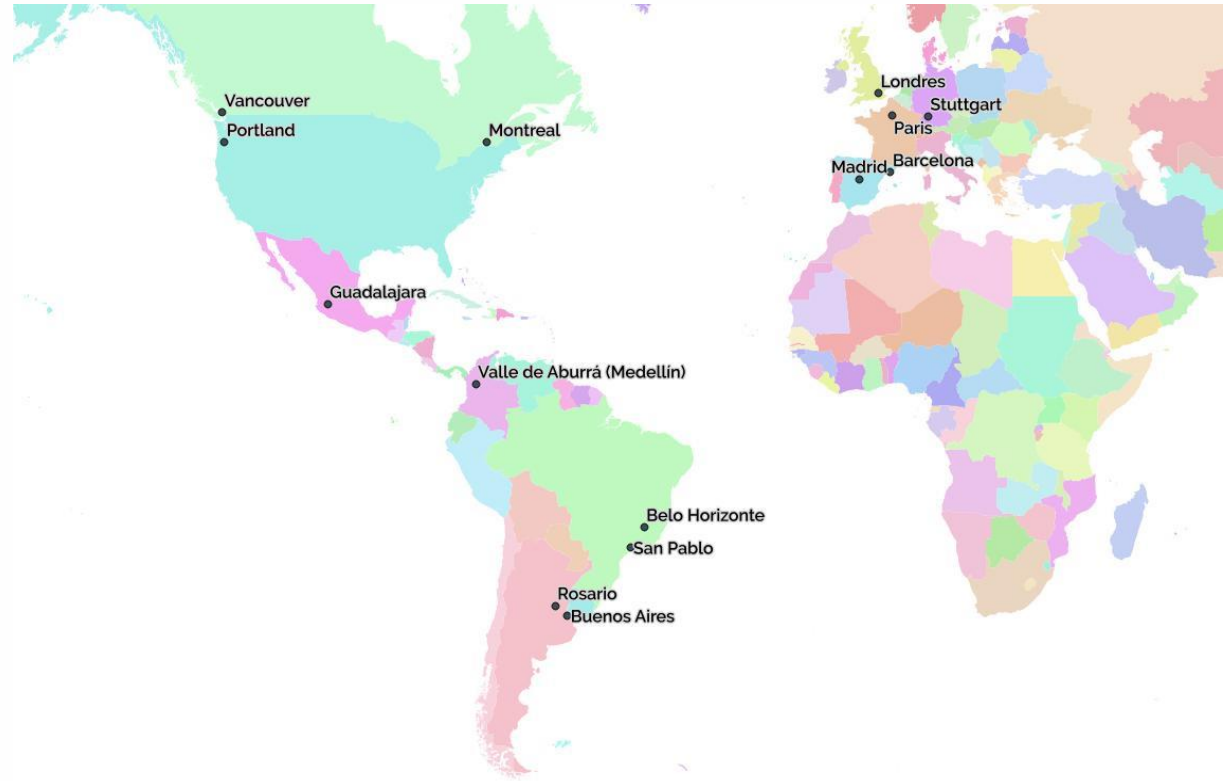 Londres
Vancouver
Stuttgart
Portland
Montreal
Paris
Madrid
Barcelona
Guadalajara
Valle de Aburrá (Medellín)
Belo Horizonte
San Pablo
Rosario
Buenos Aires